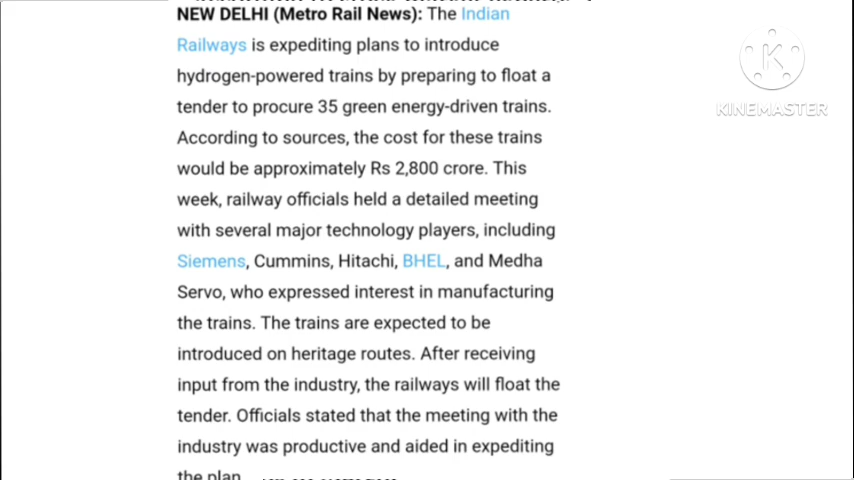 NEW DELHI (Metro Rail News): The Indian
Railways is expediting plans to introduce
hydrogen-powered trains by preparing to float a
tender to procure 35 green energy-driven trains.
According to sources, the cost for these trains
would be approximately Rs 2,800 crore. This
week, railway officials held a detailed meeting
with several major technology players, including
Siemens, Cummins, Hitachi, BHEL, and Medha
Servo, who expressed interest in manufacturing
the trains. The trains are expected to be
introduced on heritage routes. After receiving
input from the industry, the railways will float the
tender. Officials stated that the meeting with the
industry was productive and aided in expediting
the plan
K
KINEMASTER